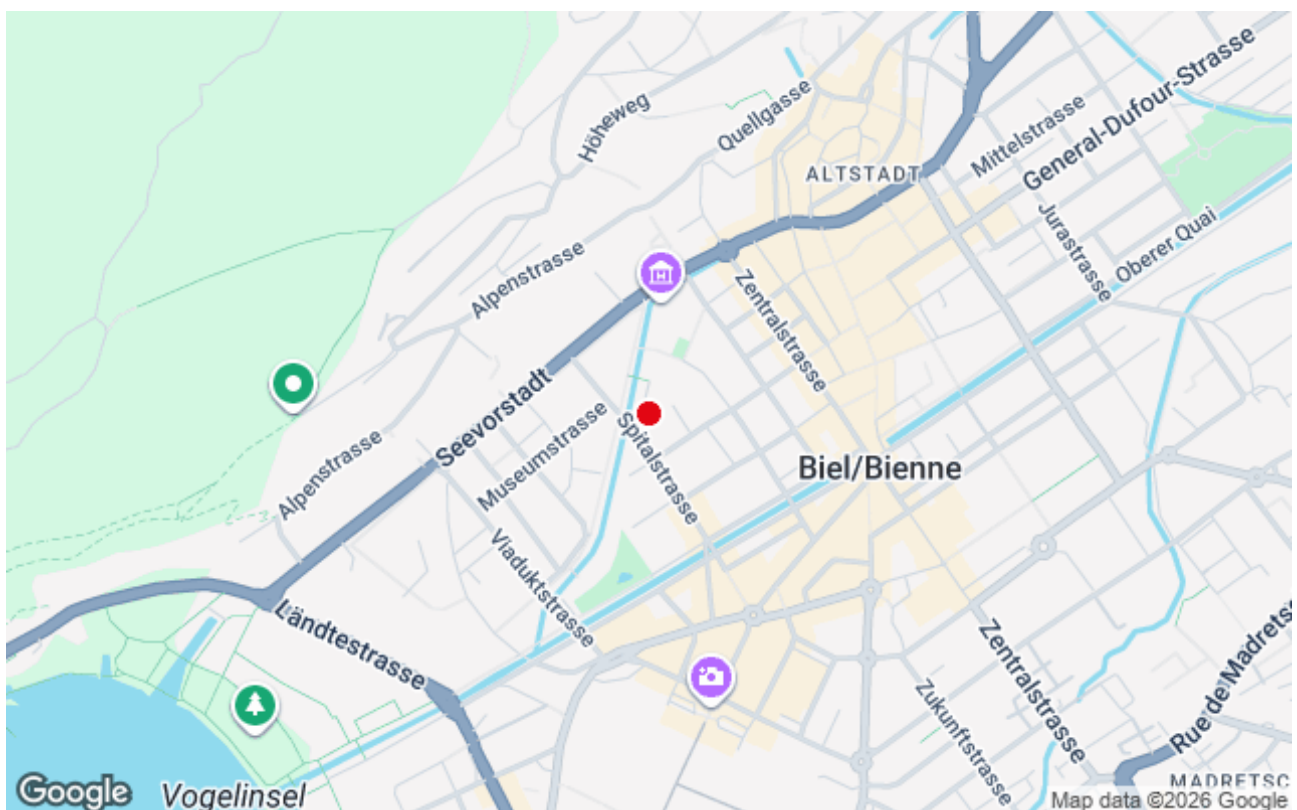 General-Dufour-Strasse
Höheweg
Quellgasse
Mittelstrasse
ALTSTADT
Jurastrasse
Oberer Quai
Alpenstrasse
Zentralstrasse
Seevorstadt
Museumstrasse
Spitalstrasse
Alpenstrasse
Biel/Bienne
Viaduktstrasse
Ländtestrasse
Zentralstrasse
Zukunftstrasse
Rue de Madrets
MADRETSC
Google
Vogelinsel
Map data ©2026 Google